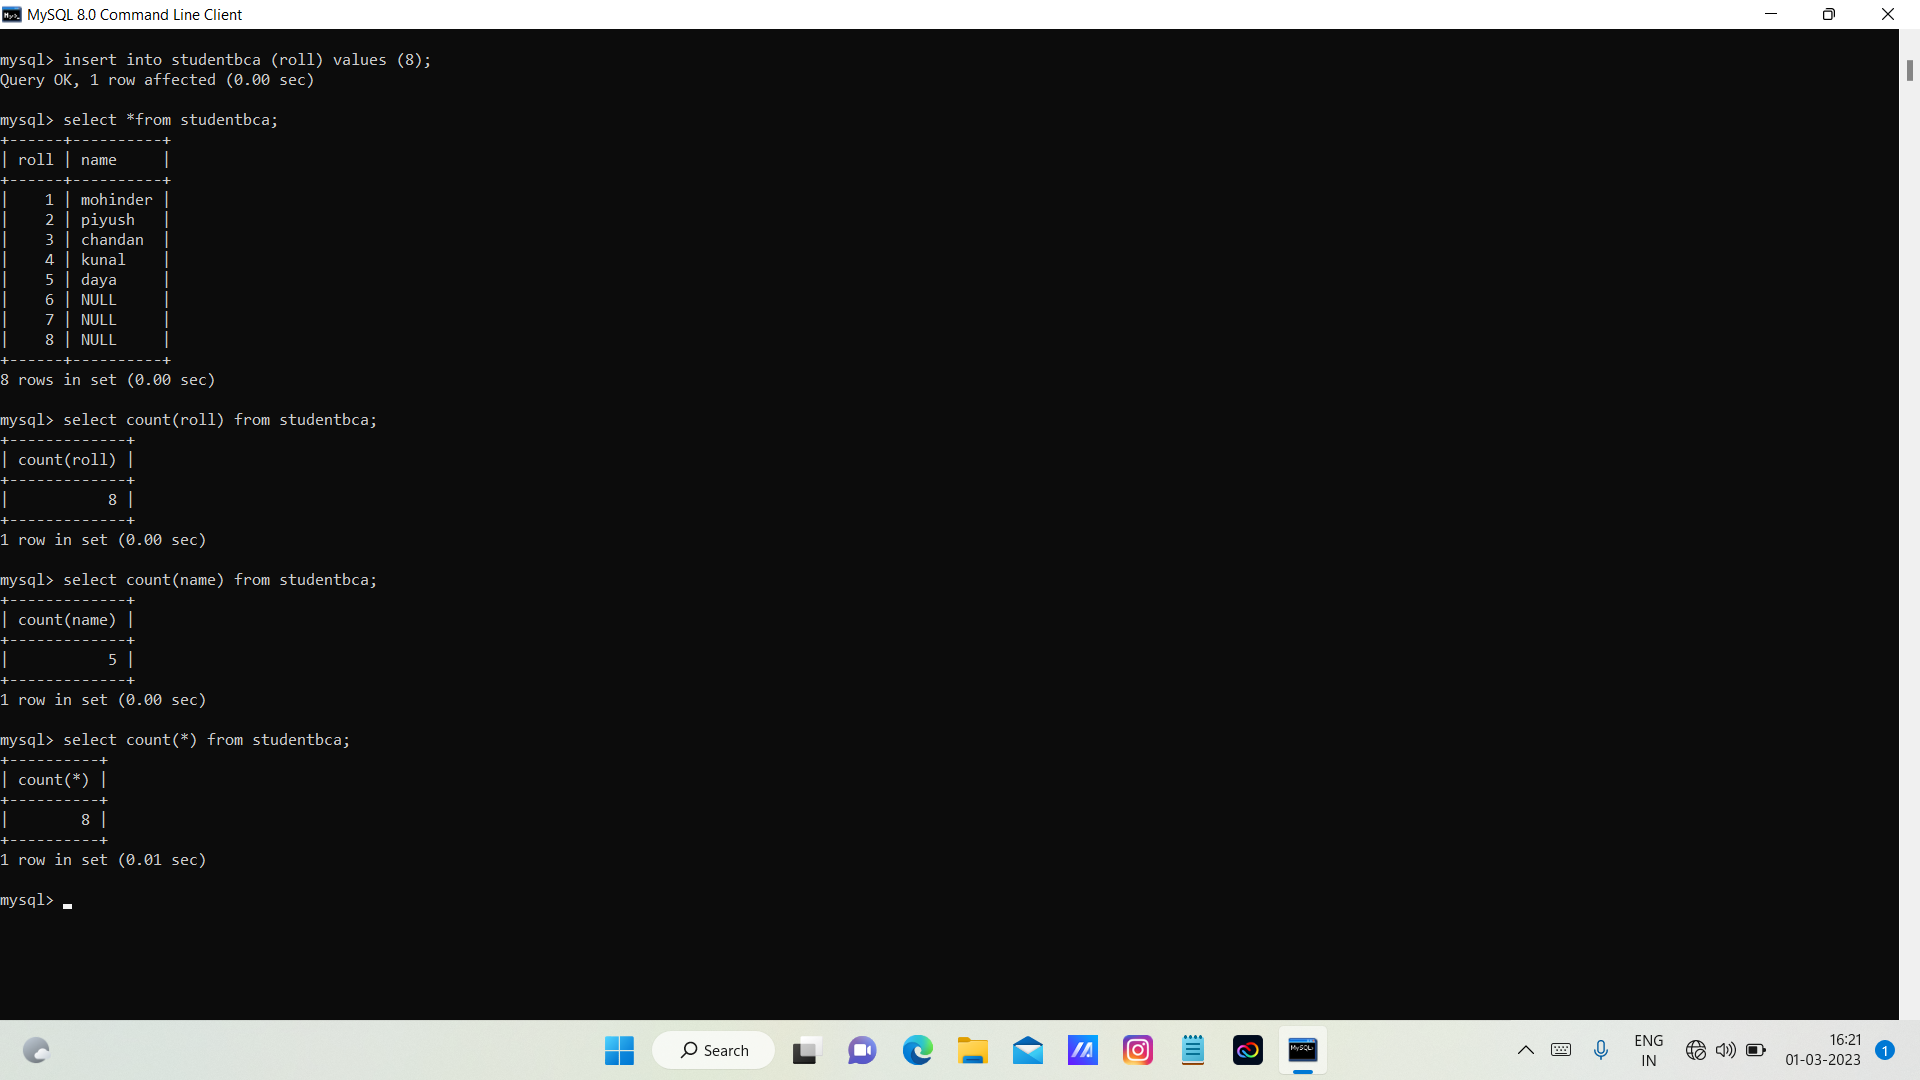 MySQL 8.0 Command Line Client
mysql> insert into studentbca (roll) values (8);
Query OK, 1 row affected (0.00 sec)
mysql> select *from studentbca;
+------+----------+
| roll | name     |
+------+----------+
|    1 | mohinder |
|    2 | piyush   |
|    3 | chandan  |
|    4 | kunal    |
|    5 | daya     |
|    6 | NULL     |
|    7 | NULL     |
|    8 | NULL     |
+------+----------+
8 rows in set (0.00 sec)
mysql> select count(roll) from studentbca;
+-------------+
| count(roll) |
+-------------+
|           8 |
+-------------+
1 row in set (0.00 sec)
mysql> select count(name) from studentbca;
+-------------+
| count(name) |
+-------------+
|           5 |
+-------------+
1 row in set (0.00 sec)
mysql> select count(*) from studentbca;
+----------+
| count(*) |
+----------+
|        8 |
+----------+
1 row in set (0.01 sec)
mysql>
Search
MySQL>
ENG
IN
16:21
01-03-2023
1